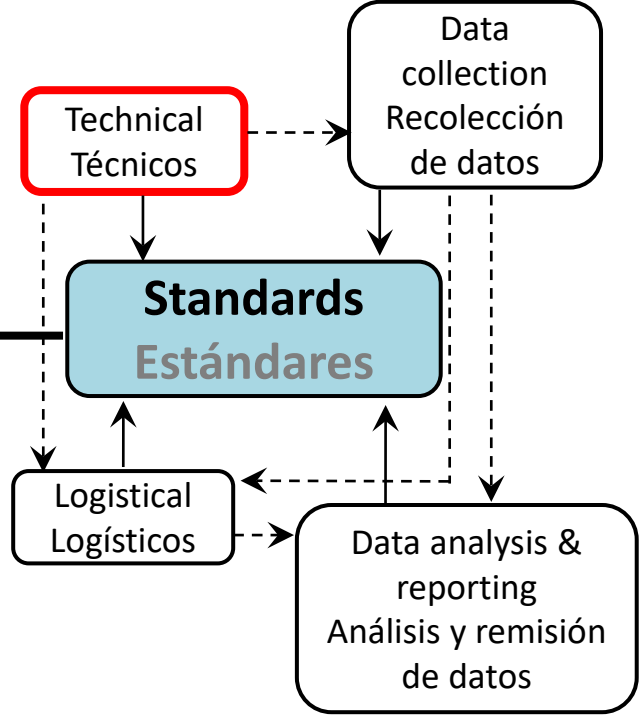 Technical
Técnicos
Data
collection
Recolección
de datos
Standards
Estándares
Logistical
Logísticos
Data analysis &
reporting
Análisis y remisión
de datos